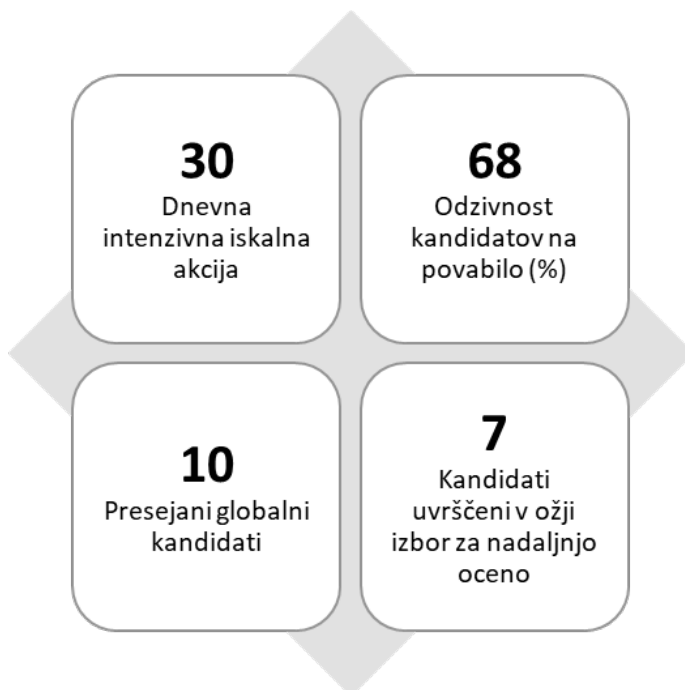 30
Dnevna
intenzivna iskalna
akcija
68
Odzivnost
kandidatov na
povabilo (%)
10
Presejani globalni
kandidati
7
Kandidati
uvrščeni v ožji
izbor za nadaljnjo
oceno